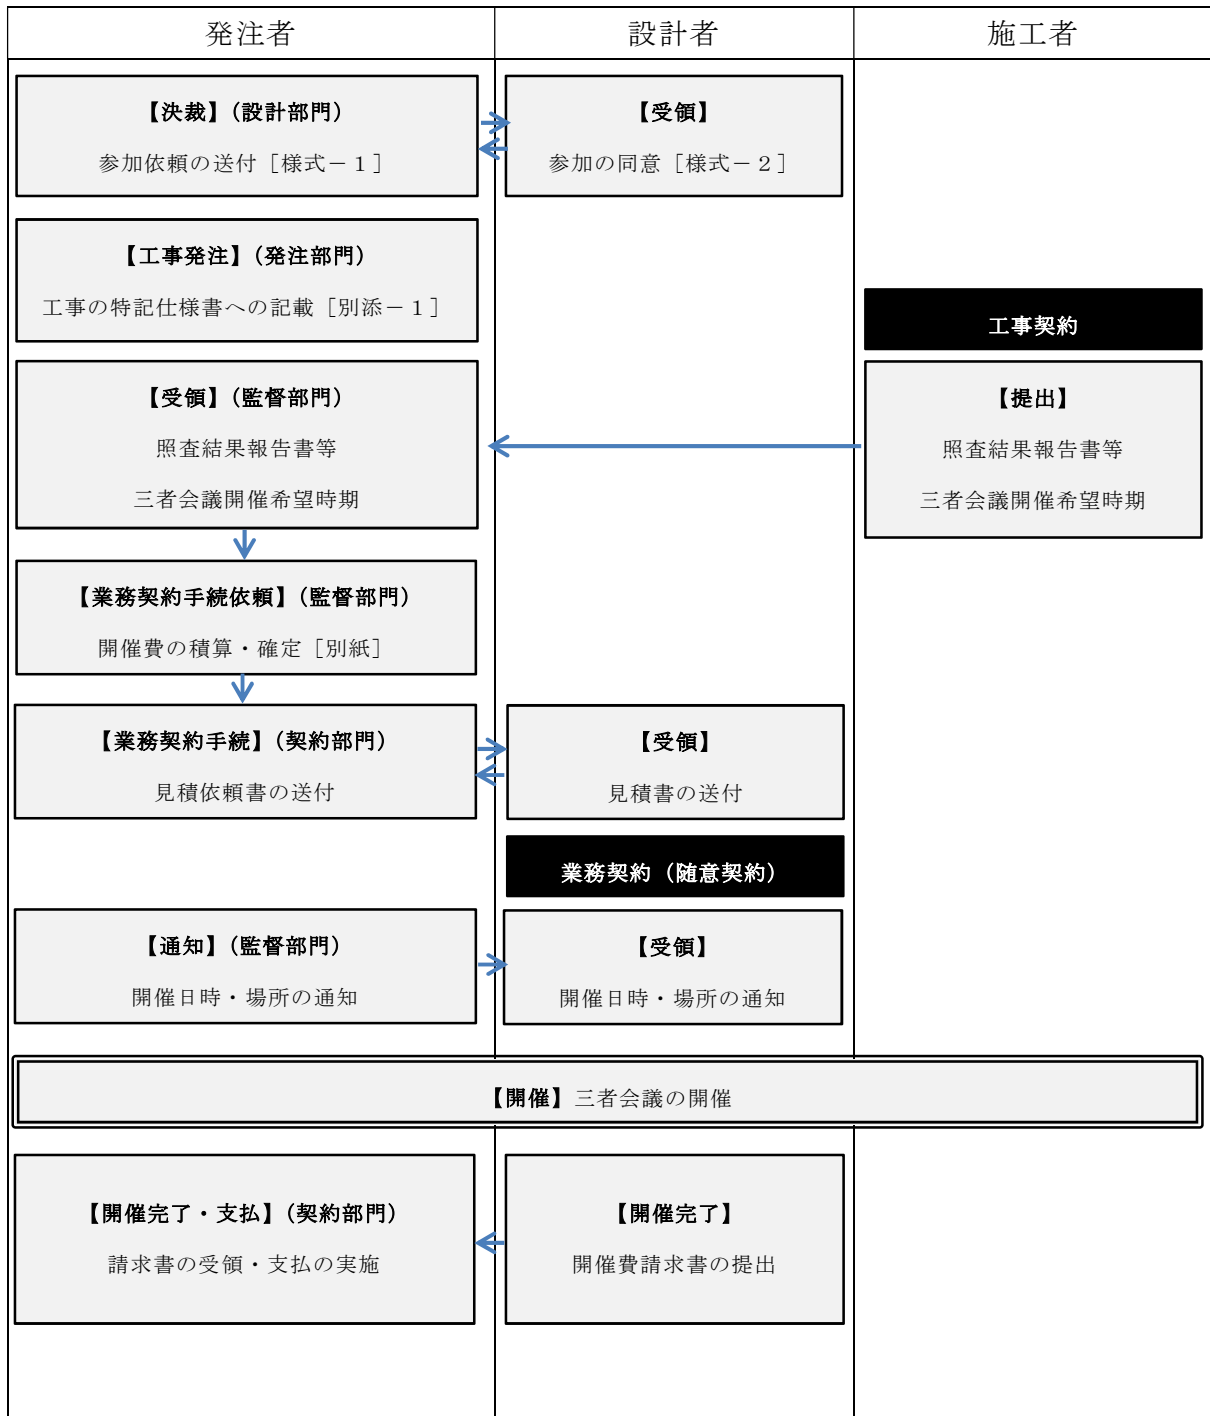 発注者
設計者
施工者
【決裁】（設計部門）
参加依頼の送付［様式－１］
【受領】
参加の同意［様式－２］
【工事発注】（発注部門）
工事の特記仕様書への記載［別添－１］
工事契約
【受領】（監督部門）
照査結果報告書等
三者会議開催希望時期
【提出】
照査結果報告書等
三者会議開催希望時期
【業務契約手続依頼】（監督部門）
開催費の積算・確定［別紙］
【業務契約手続】（契約部門）
見積依頼書の送付
【受領】
見積書の送付
業務契約（随意契約）
【通知】（監督部門）
開催日時・場所の通知
【受領】
開催日時・場所の通知
【開催】三者会議の開催
【開催完了・支払】（契約部門）
請求書の受領・支払の実施
【開催完了】
開催費請求書の提出